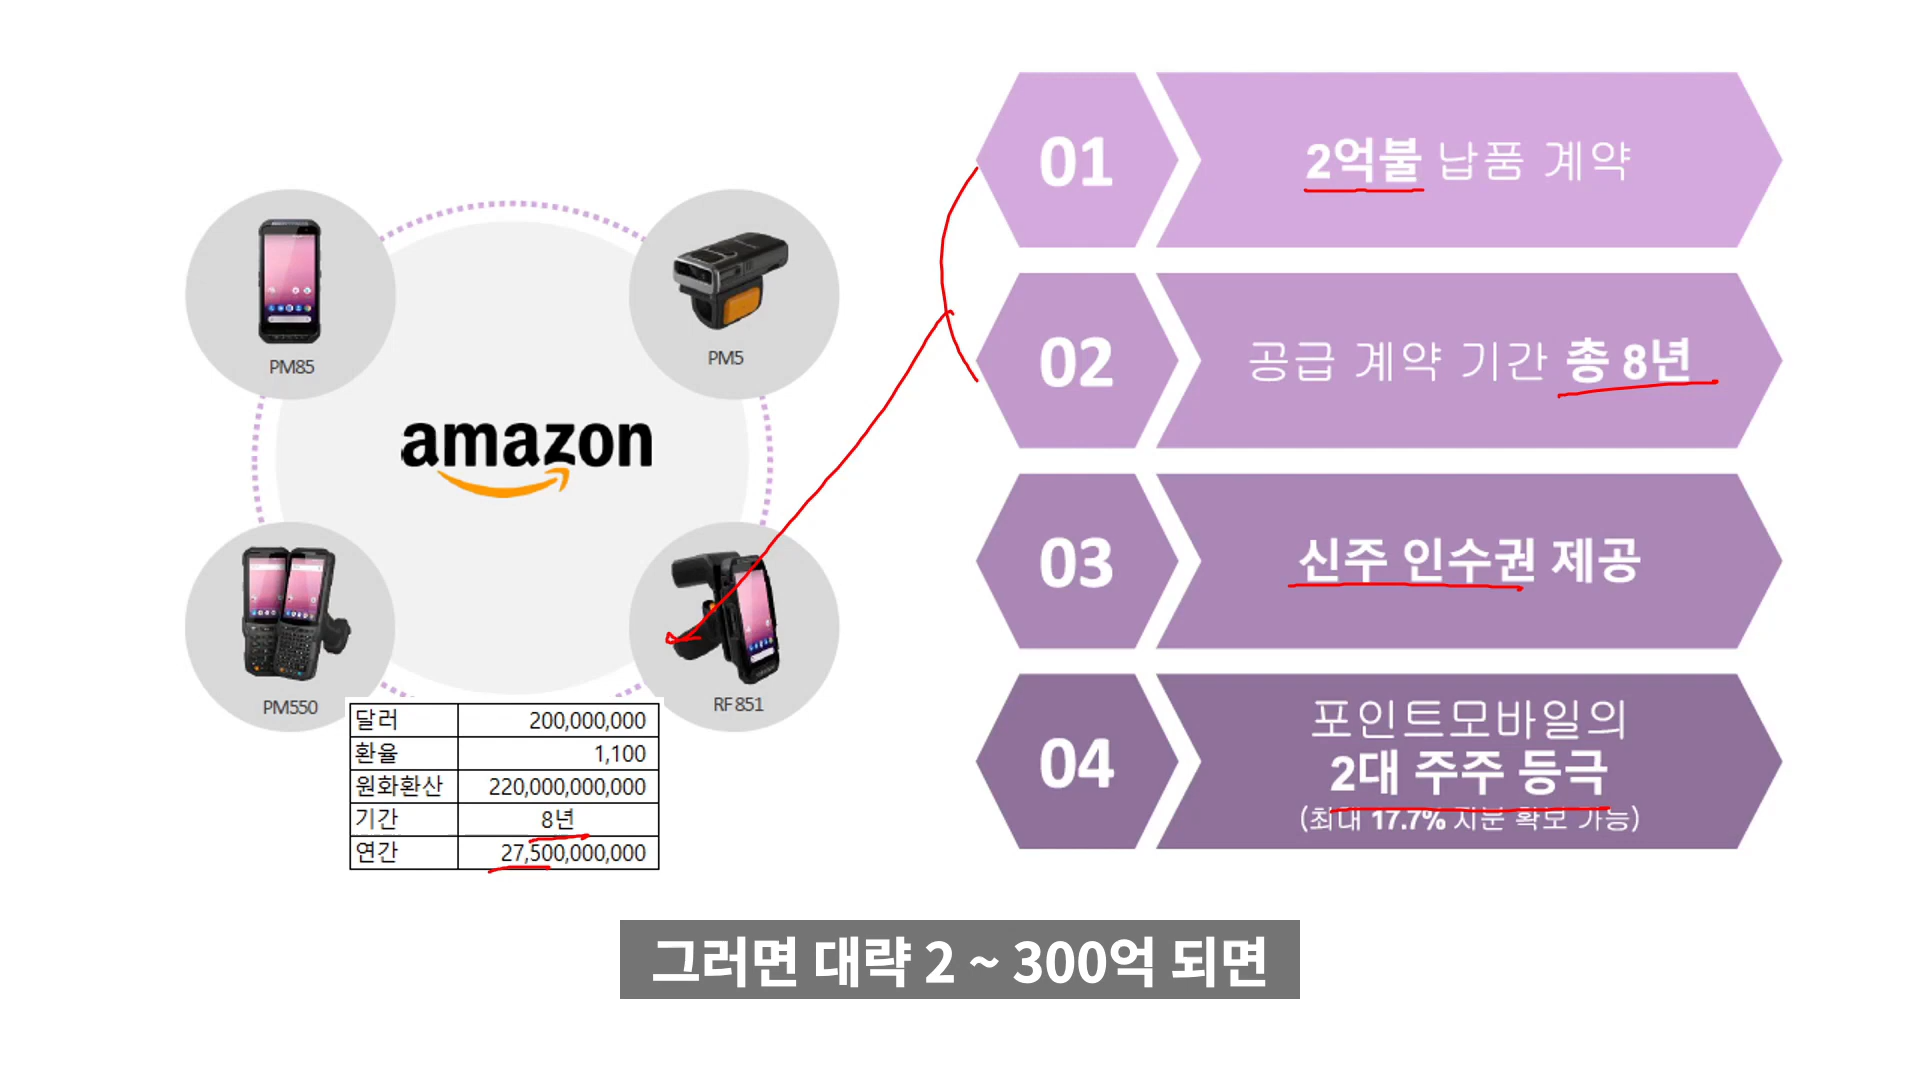 PM85
PM5
amazon
PM550
RF851
달러 200,000,000
환율 1,100
원화환산 220,000,000,000
기간 8년
연간 27,500,000,000
01
2억불 납품 계약
02
공급 계약 기간 총 8년
03
신주 인수권 제공
04
포인트모바일의
2대 주주 등극
(최대 17.7% 지분 확보 가능)
그러면 대략 2 ~ 300억 되면